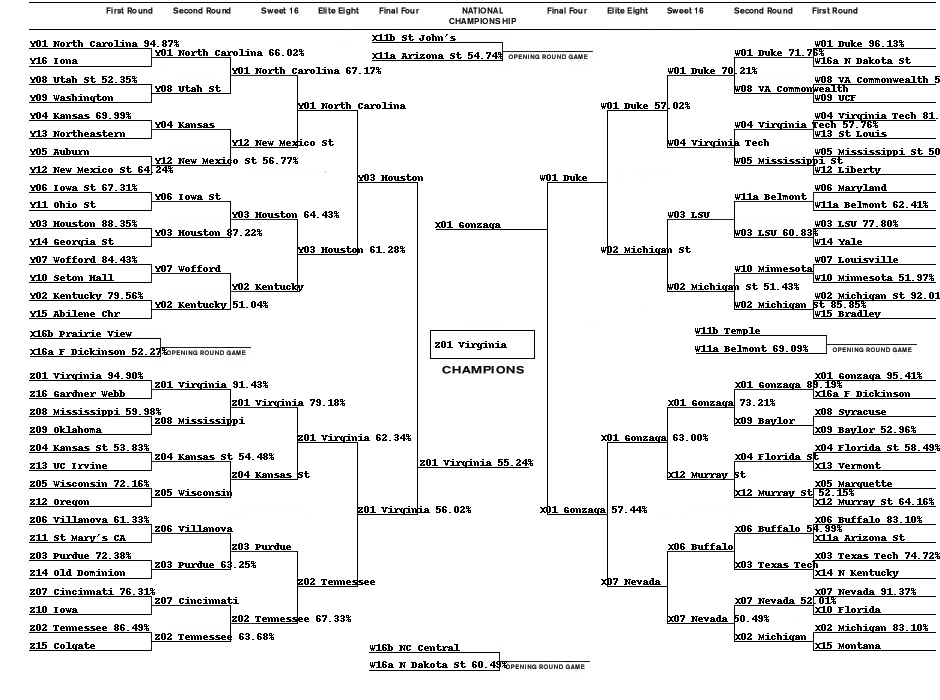 First Round Second Round Sweet 16 Elite Eight Final Four NATIONAL CHAMPIONSHIP Final Four Elite Eight Sweet 16 Second Round First Round
X11b St John's
X11a Arizona St 54.74%
OPENING ROUND GAME
Y01 North Carolina 94.87%
Y16 Iona
Y08 Utah St 52.35%
Y09 Washington
Y04 Kansas 69.99%
Y13 Northeastern
Y05 Auburn
Y12 New Mexico St 64.24%
Y06 Iowa St 67.31%
Y11 Ohio St
Y03 Houston 88.35%
Y14 Georgia St
Y07 Wofford 84.43%
Y10 Seton Hall
Y02 Kentucky 79.56%
Y15 Abilene Chr
Y01 North Carolina 66.02%
Y08 Utah St
Y04 Kansas
Y12 New Mexico St 56.77%
Y06 Iowa St
Y03 Houston 87.22%
Y07 Wofford
Y02 Kentucky 51.04%
Y01 North Carolina 67.17%
Y12 New Mexico St
Y03 Houston 64.43%
Y02 Kentucky
Y01 North Carolina
Y03 Houston 61.28%
Y03 Houston
X16b Prairie View
X16a F Dickinson 52.27%
OPENING ROUND GAME
Z01 Virginia 94.90%
Z16 Gardner Webb
Z08 Mississippi 59.98%
Z09 Oklahoma
Z04 Kansas St 53.83%
Z13 UC Irvine
Z05 Wisconsin 72.16%
Z12 Oregon
Z06 Villanova 61.33%
Z11 St Mary's CA
Z03 Purdue 72.38%
Z14 Old Dominion
Z07 Cincinnati 76.31%
Z10 Iowa
Z02 Tennessee 86.49%
Z15 Colgate
Z01 Virginia 91.43%
Z08 Mississippi
Z04 Kansas St 54.48%
Z05 Wisconsin
Z06 Villanova
Z03 Purdue 63.25%
Z07 Cincinnati
Z02 Tennessee 63.68%
Z01 Virginia 79.18%
Z04 Kansas St
Z03 Purdue
Z02 Tennessee 67.33%
Z01 Virginia 62.34%
Z02 Tennessee
Z01 Virginia 56.02%
Z01 Virginia 55.24%
X01 Gonzaga
Z01 Virginia
CHAMPIONS
W01 Duke
X01 Gonzaga 57.44%
W01 Duke 57.02%
W02 Michigan St
W01 Duke 70.21%
W04 Virginia Tech
W03 LSU
W02 Michigan St 51.43%
W01 Duke 71.76%
W08 VA Commonwealth
W04 Virginia Tech 57.76%
W05 Mississippi St
W11a Belmont
W03 LSU 60.83%
W10 Minnesota
W02 Michigan St 85.85%
W01 Duke 96.13%
W16a N Dakota St
W08 VA Commonwealth 5
W09 UCF
W04 Virginia Tech 81.
W13 St Louis
W05 Mississippi St 50
W12 Liberty
W06 Maryland
W11a Belmont 62.41%
W03 LSU 77.80%
W14 Yale
W07 Louisville
W10 Minnesota 51.97%
W02 Michigan St 92.01
W15 Bradley
W11b Temple
W11a Belmont 69.09%
OPENING ROUND GAME
X01 Gonzaga 63.00%
X07 Nevada
X01 Gonzaga 73.21%
X12 Murray St
X06 Buffalo
X07 Nevada 50.49%
X01 Gonzaga 89.19%
X09 Baylor
X04 Florida St
X12 Murray St 52.15%
X06 Buffalo 54.99%
X03 Texas Tech
X07 Nevada 52.01%
X02 Michigan
X01 Gonzaga 95.41%
X16a F Dickinson
X08 Syracuse
X09 Baylor 52.96%
X04 Florida St 58.49%
X13 Vermont
X05 Marquette
X12 Murray St 64.16%
X06 Buffalo 83.10%
X11a Arizona St
X03 Texas Tech 74.72%
X14 N Kentucky
X07 Nevada 91.37%
X10 Florida
X02 Michigan 83.10%
X15 Montana
W16b NC Central
W16a N Dakota St 60.49%
OPENING ROUND GAME